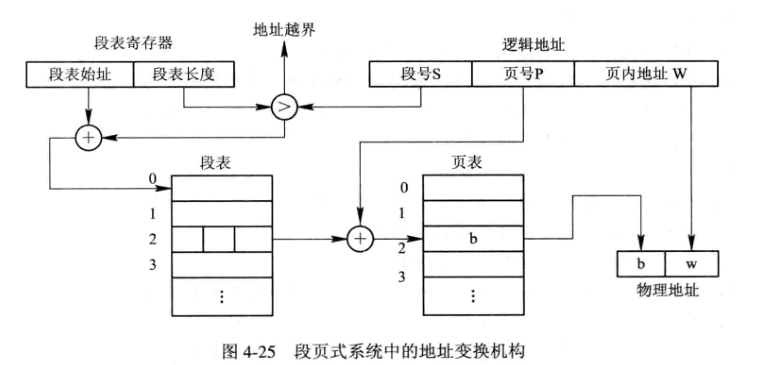 地址越界
段表寄存器
逻辑地址
段表始址 段表长度
段号S 页号P 页内地址 W
>
+
段表
页表
0
1
2
3
⋮
+
0
1
2
3
b
⋮
b w
物理地址
图 4-25 段页式系统中的地址变换机构